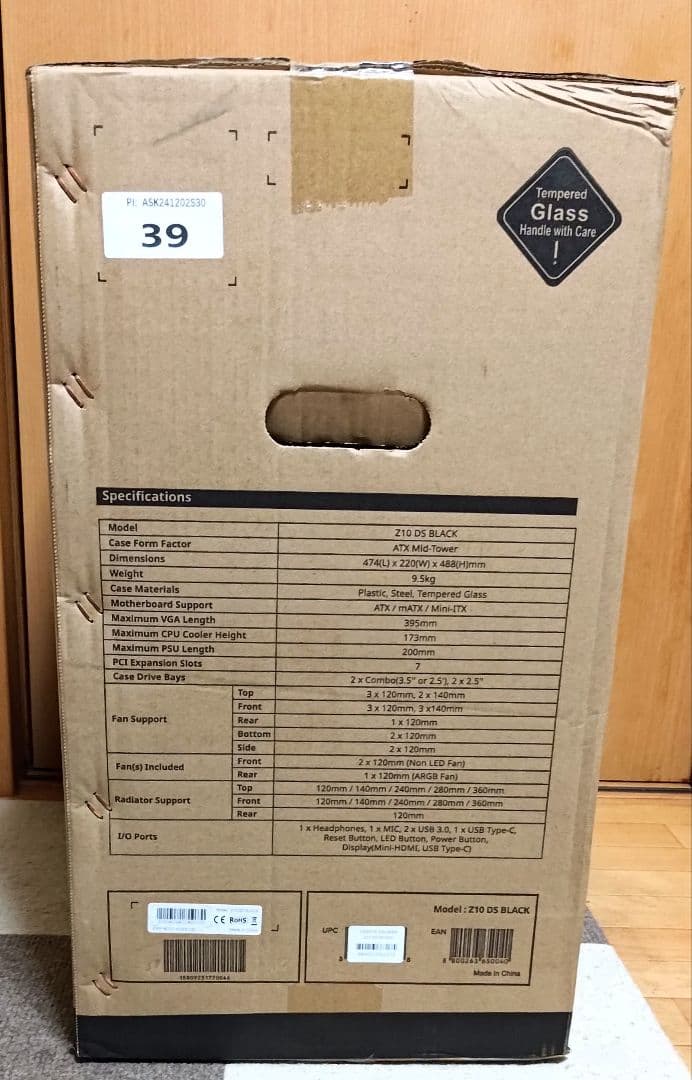 PI: ASK241202S30
39
Tempered
Glass
Handle with Care
!
Specifications
Model Z10 DS BLACK
Case Form Factor ATX Mid-Tower
Dimensions 474(L) x 220(W) x 488(H)mm
Weight 9.5kg
Case Materials Plastic, Steel, Tempered Glass
Motherboard Support ATX / mATX / Mini-ITX
Maximum VGA Length 395mm
Maximum CPU Cooler Height 173mm
Maximum PSU Length 200mm
PCI Expansion Slots 7
Case Drive Bays 2 x Combo(3.5" or 2.5'), 2 x 2.5"
Fan Support Top 3 x 120mm, 2 x 140mm
Front 3 x 120mm, 3 x140mm
Rear 1 x 120mm
Bottom 2 x 120mm
Side 2 x 120mm
Fan(s) Included Front 2 x 120mm (Non LED Fan)
Rear 1 x 120mm (ARGB Fan)
Radiator Support Top 120mm / 140mm / 240mm / 280mm / 360mm
Front 120mm / 140mm / 240mm / 280mm / 360mm
Rear 120mm
I/O Ports 1 x Headphones, 1 x MIC, 2 x USB 3.0, 1 x USB Type-C,
Reset Button, LED Button, Power Button,
Display(Mini-HDMI, USB Type-C)
CE RoHS
Model : Z10 DS BLACK
UPC
EAN
8 800263 650040
Made in China